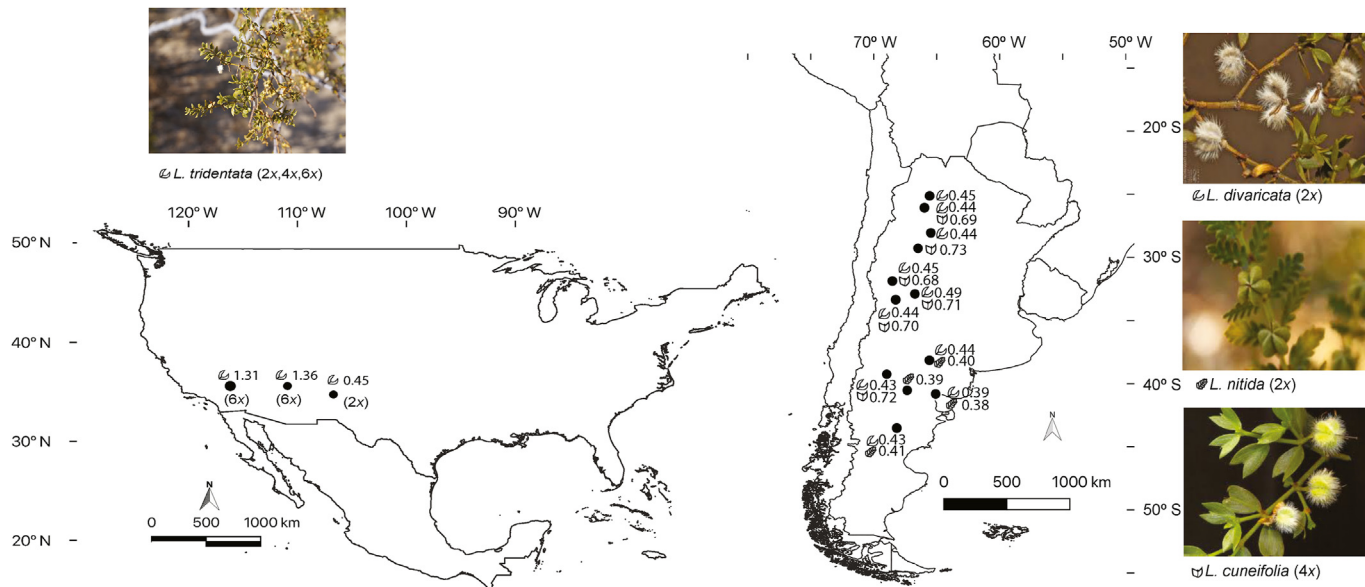 L. tridentata (2x,4x,6x)
120° W 110° W 100° W 90° W 80° W 70° W
50° N
40° N
30° N
20° N
1.31
(6x)
1.36
(6x)
0.45
(2x)
N
0 500 1000 km
70° W 60° W 50° W
20° S
30° S
40° S
50° S
0.45
0.44
0.69
0.44
0.73
0.45
0.68
0.49
0.71
0.44
0.70
0.44
0.40
0.39
0.43
0.72
0.39
0.38
0.43
0.41
N
0 500 1000 km
L. divaricata (2x)
L. nitida (2x)
L. cuneifolia (4x)